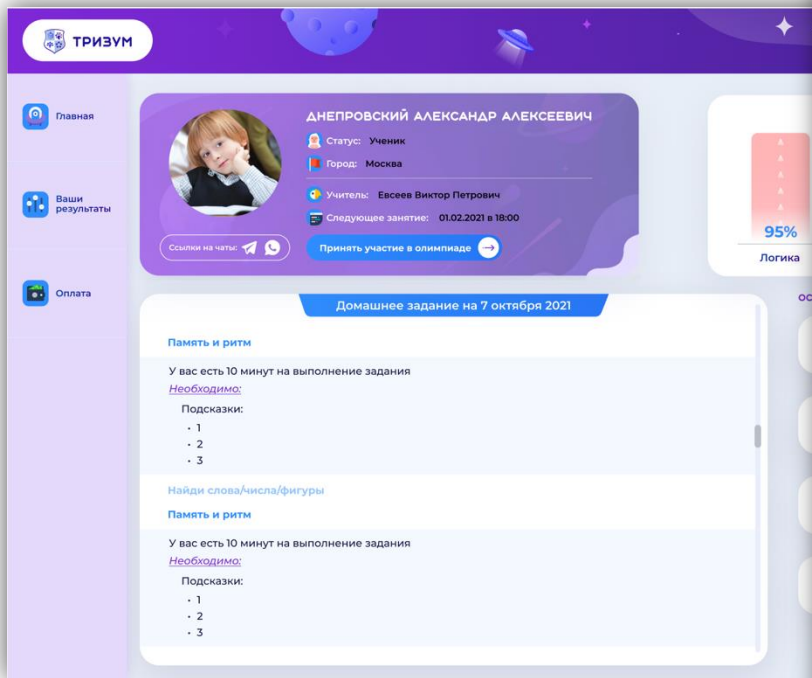 ТРИЗУМ
Главная
Ваши
результаты
Оплата
ДНЕПРОВСКИЙ АЛЕКСАНДР АЛЕКСЕЕВИЧ
Статус: Ученик
Город: Москва
Учитель: Евсеев Виктор Петрович
Следующее занятие: 01.02.2021 в 18:00
Ссылки на чаты:
Принять участие в олимпиаде
95%
Логика
Домашнее задание на 7 октября 2021
Память и ритм
У вас есть 10 минут на выполнение задания
Необходимо:
Подсказки:
• 1
• 2
• 3
Найди слова/числа/фигуры
Память и ритм
У вас есть 10 минут на выполнение задания
Необходимо:
Подсказки:
• 1
• 2
• 3